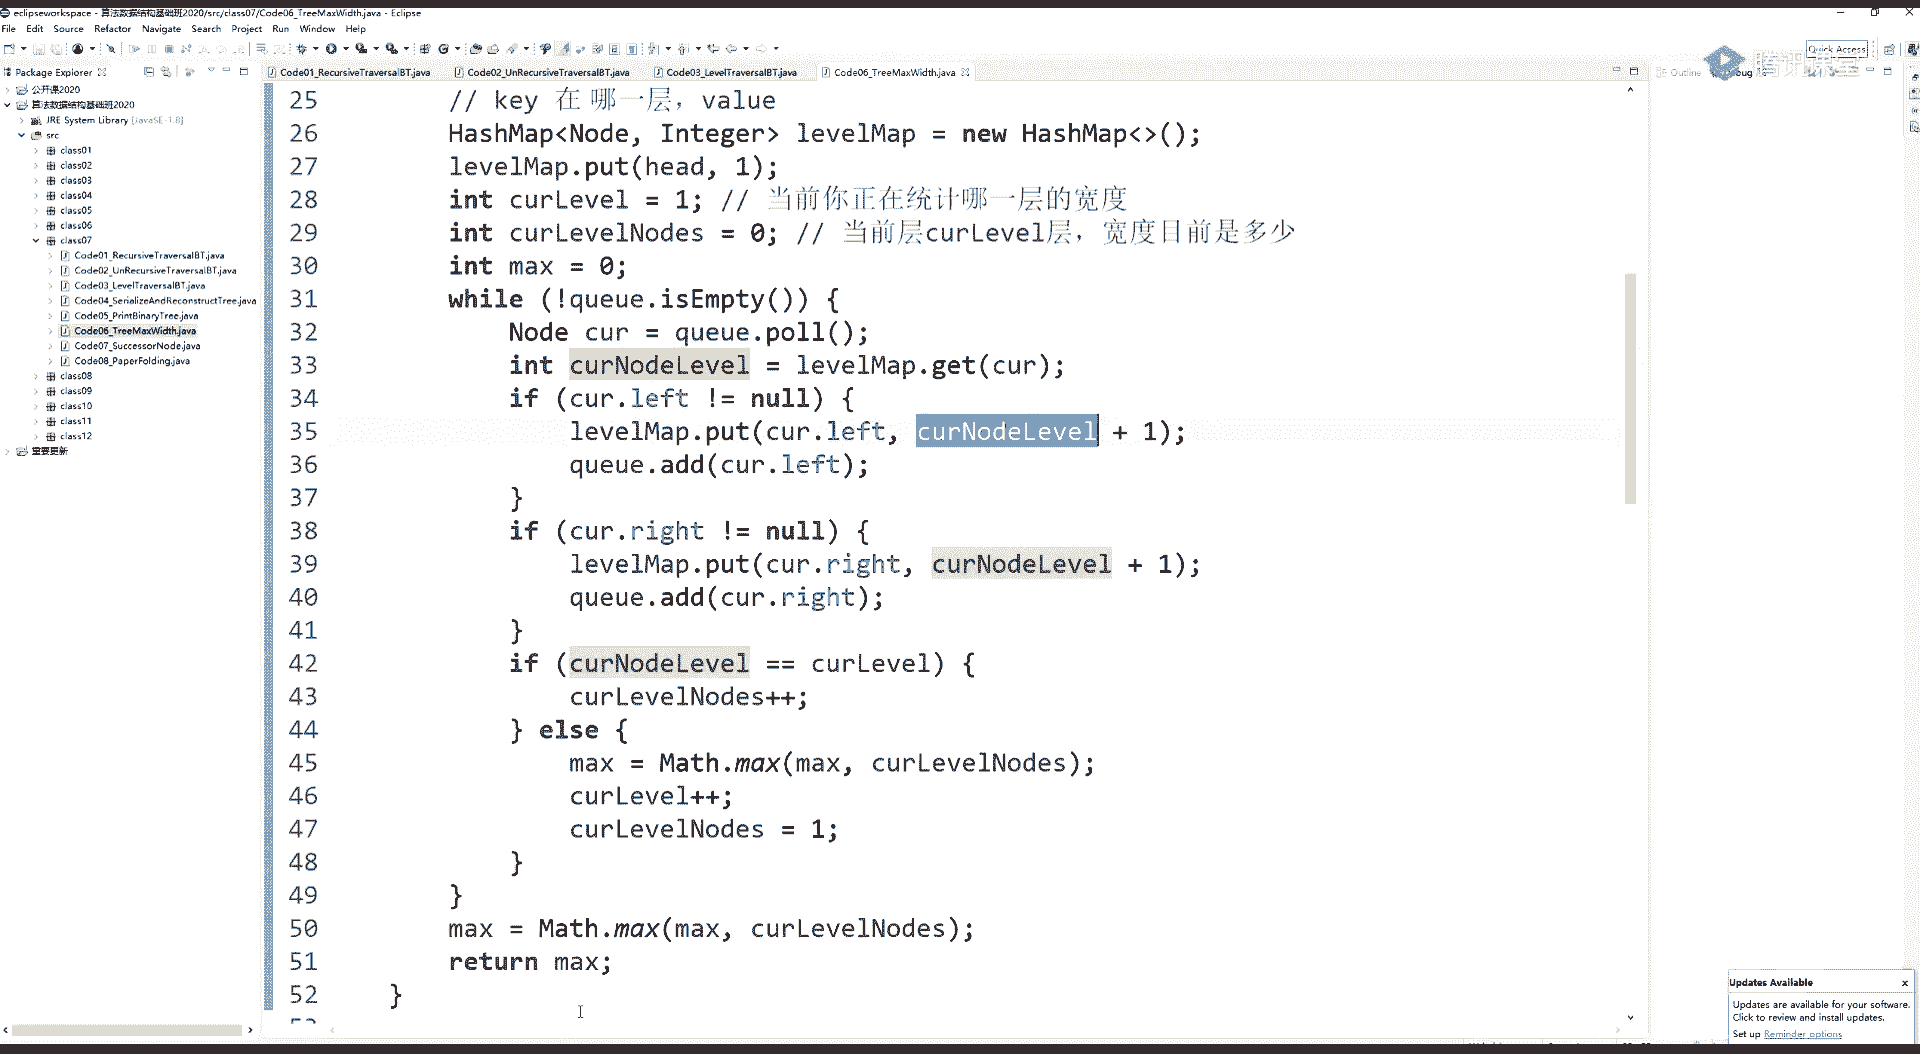 eclipseworkspace - 算法数据结构基础班2020/src/class07/Code06_TreeMaxWidth.java - Eclipse
File Edit Source Refactor Navigate Search Project Run Window Help
Quick Access
腾讯课堂
Package Explorer
Code01_RecursiveTraversalBT.java
Code02_UnRecursiveTraversalBT.java
Code03_LevelTraversalBT.java
Code06_TreeMaxWidth.java
Outline
公开课2020
算法数据结构基础班2020
JRE System Library [JavaSE-1.8]
src
class01
class02
class03
class04
class05
class06
class07
Code01_RecursiveTraversalBT.java
Code02_UnRecursiveTraversalBT.java
Code03_LevelTraversalBT.java
Code04_SerializeAndReconstructTree.java
Code05_PrintBinaryTree.java
Code06_TreeMaxWidth.java
Code07_SuccessorNode.java
Code08_PaperFolding.java
class08
class09
class10
class11
class12
重要更新
25 // key 在 哪一层，value
26 HashMap<Node, Integer> levelMap = new HashMap<>();
27 levelMap.put(head, 1);
28 int curLevel = 1; // 当前你正在统计哪一层的宽度
29 int curLevelNodes = 0; // 当前层curLevel层，宽度目前是多少
30 int max = 0;
31 while (!queue.isEmpty()) {
32 Node cur = queue.poll();
33 int curNodeLevel = levelMap.get(cur);
34 if (cur.left != null) {
35 levelMap.put(cur.left, curNodeLevel + 1);
36 queue.add(cur.left);
37 }
38 if (cur.right != null) {
39 levelMap.put(cur.right, curNodeLevel + 1);
40 queue.add(cur.right);
41 }
42 if (curNodeLevel == curLevel) {
43 curLevelNodes++;
44 } else {
45 max = Math.max(max, curLevelNodes);
46 curLevel++;
47 curLevelNodes = 1;
48 }
49 }
50 max = Math.max(max, curLevelNodes);
51 return max;
52 }
Updates Available
Updates are available for your software.
Click to review and install updates.
Set up Reminder options